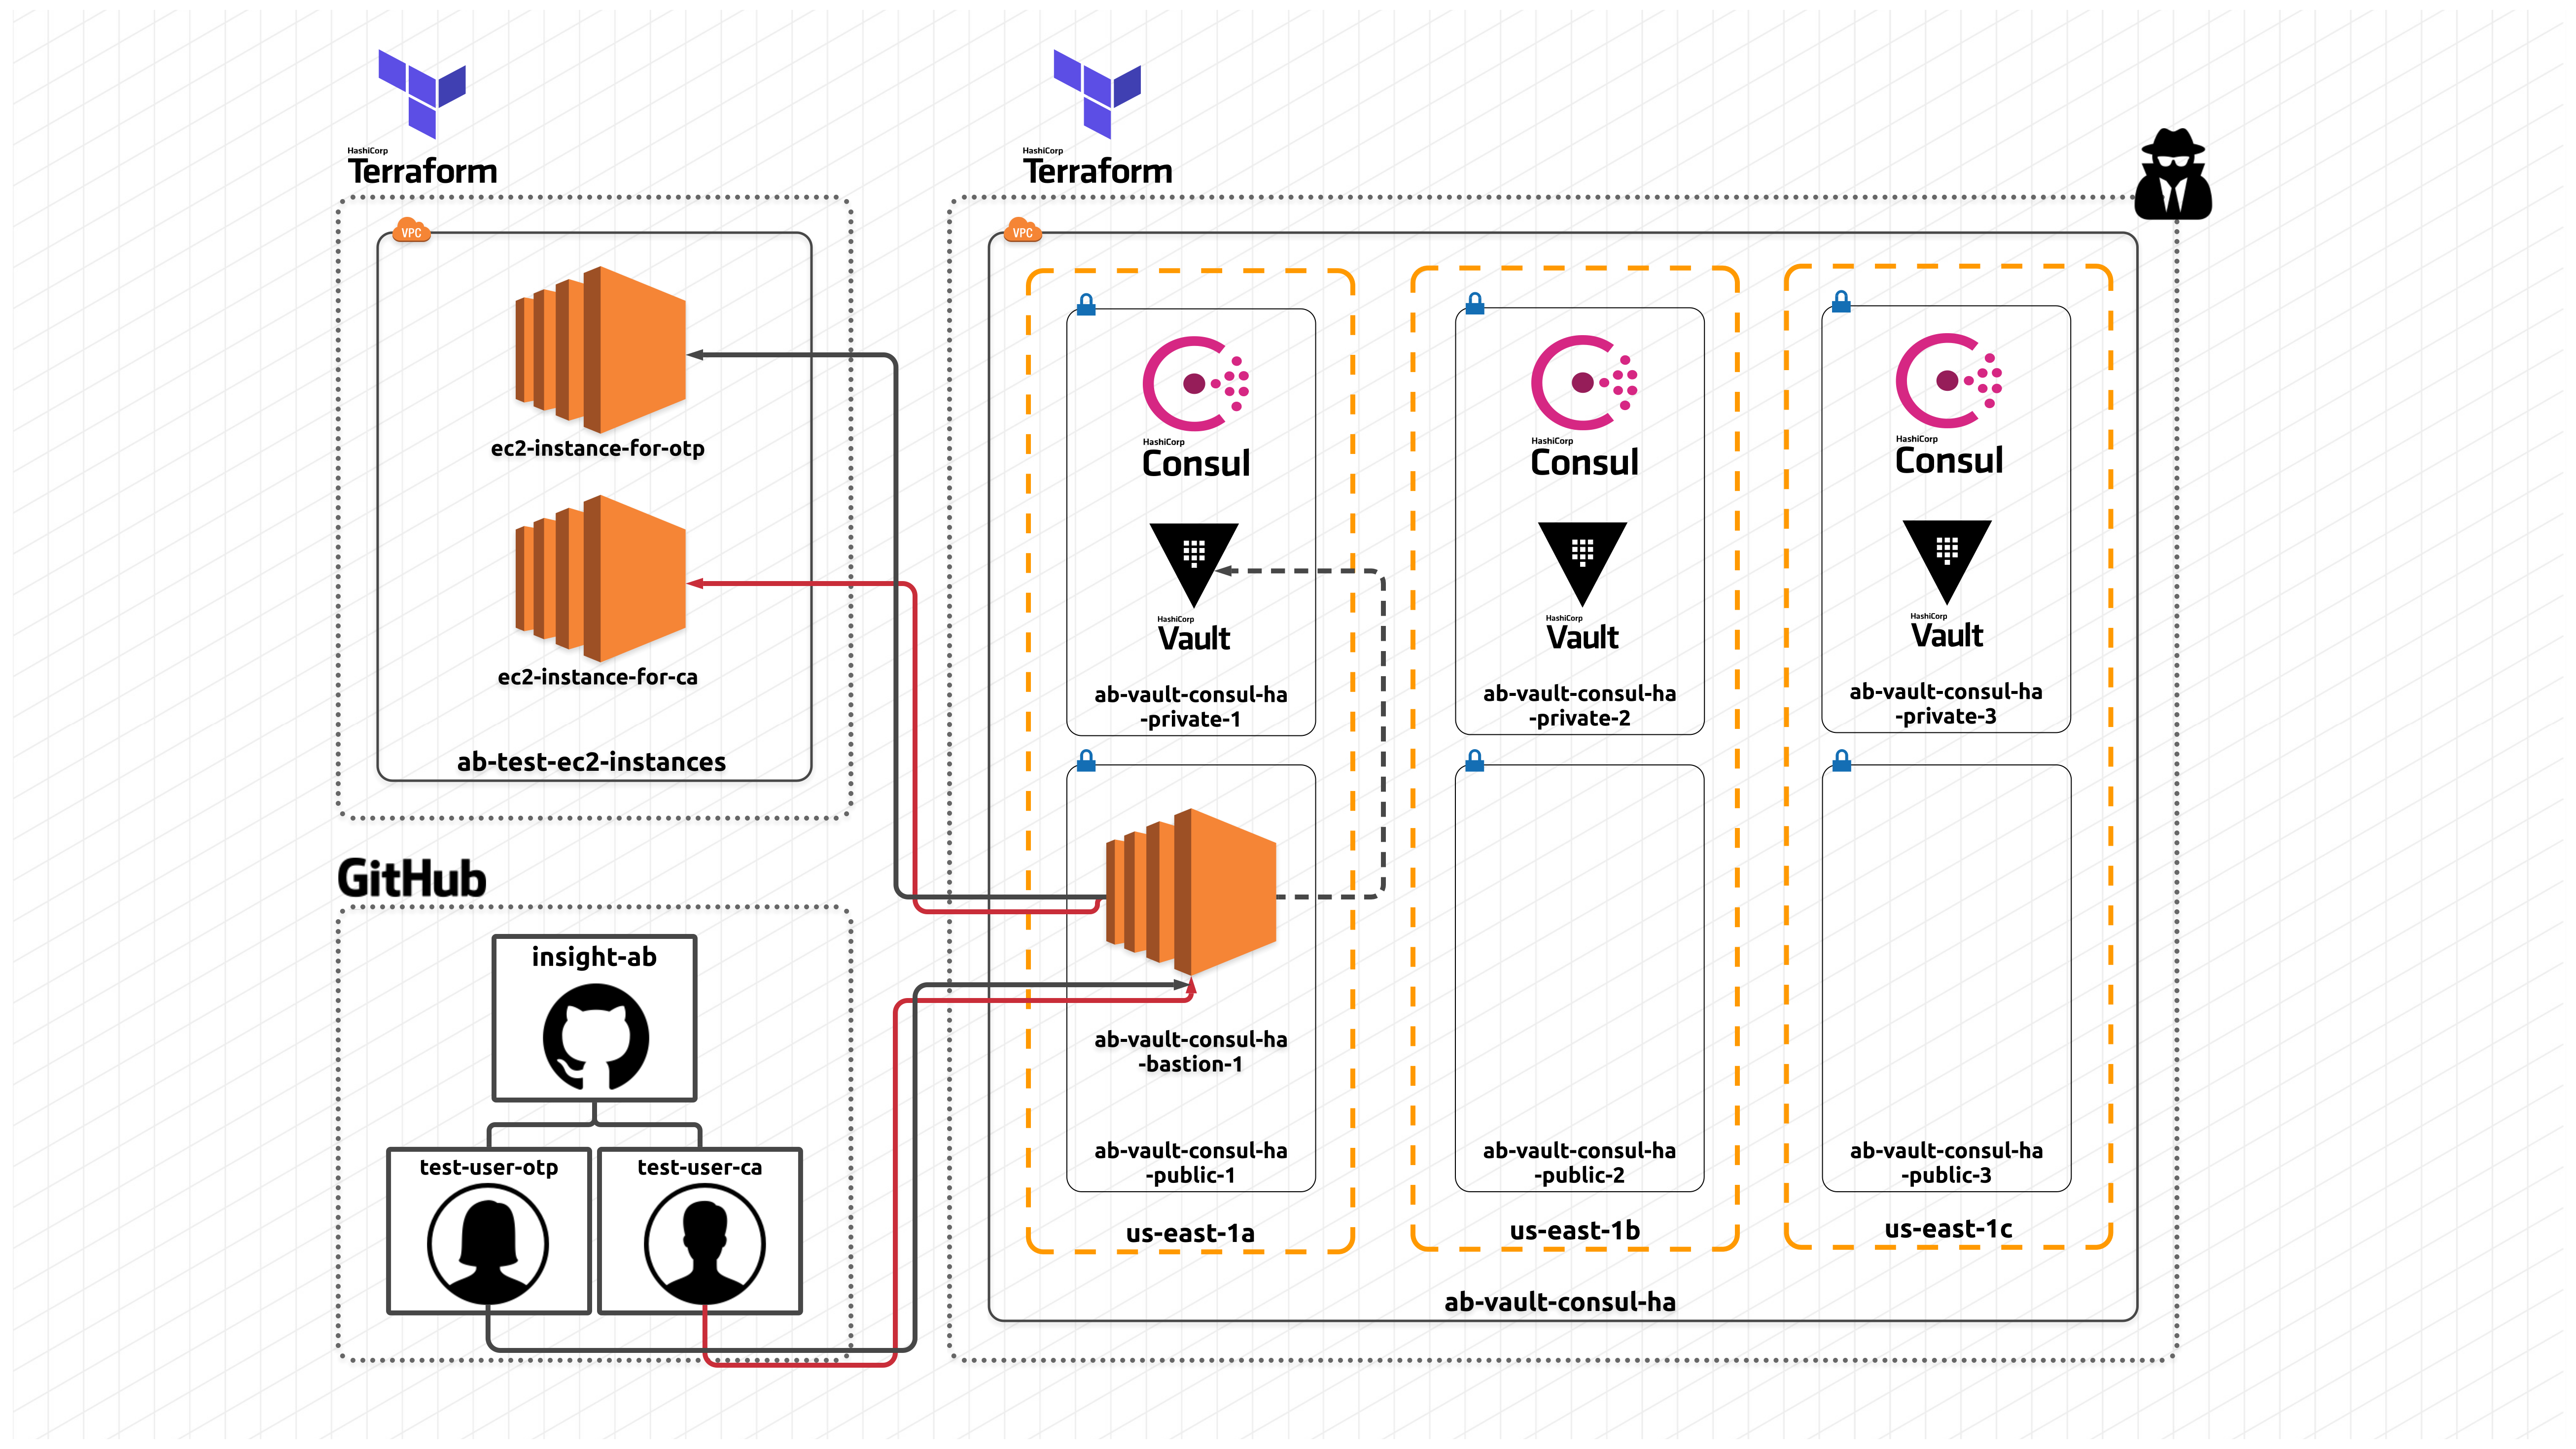 HashiCorp
Terraform
VPC
ec2-instance-for-otp
ec2-instance-for-ca
ab-test-ec2-instances
GitHub
insight-ab
test-user-otp
test-user-ca
HashiCorp
Terraform
VPC
HashiCorp
Consul
HashiCorp
Vault
ab-vault-consul-ha
-private-1
ab-vault-consul-ha
-bastion-1
ab-vault-consul-ha
-public-1
us-east-1a
HashiCorp
Consul
HashiCorp
Vault
ab-vault-consul-ha
-private-2
ab-vault-consul-ha
-public-2
us-east-1b
HashiCorp
Consul
HashiCorp
Vault
ab-vault-consul-ha
-private-3
ab-vault-consul-ha
-public-3
us-east-1c
ab-vault-consul-ha